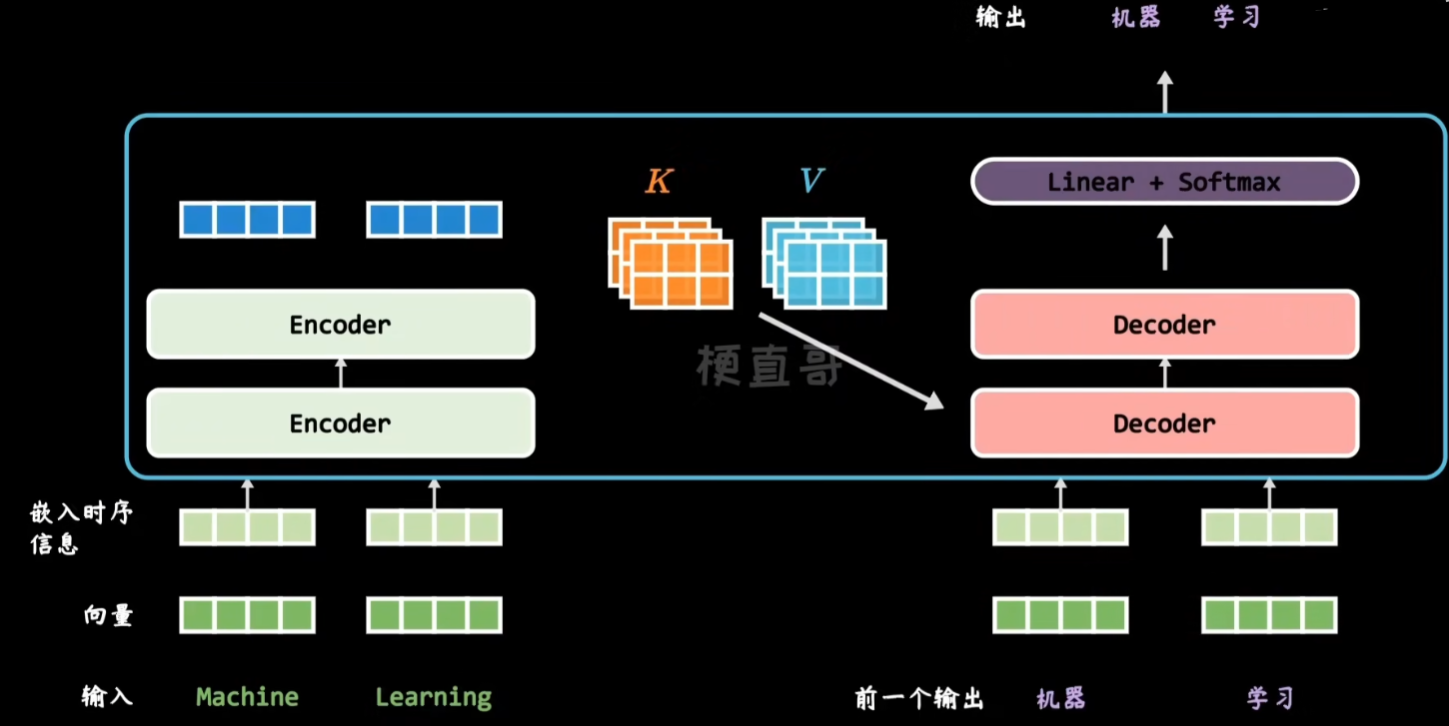 输出 机器 学习
K V
Linear + Softmax
Encoder
Decoder
梗直哥
Encoder
Decoder
嵌入时序
信息
向量
输入 Machine Learning
前一个输出 机器 学习